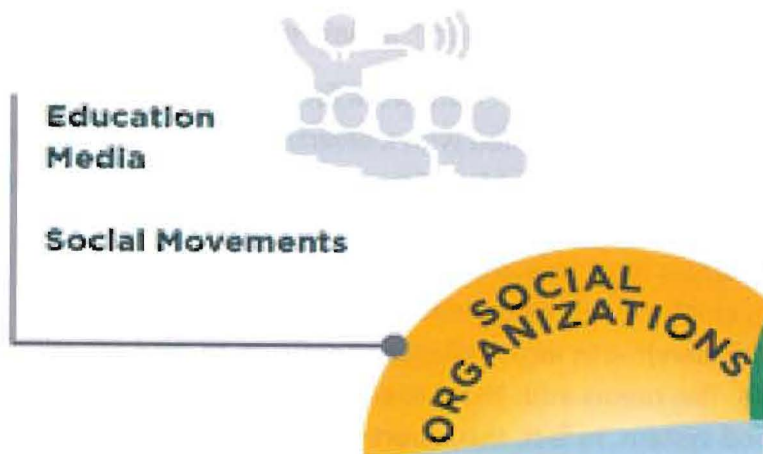 Education
Media
Social Movements
SOCIAL
ORGANIZATIONS